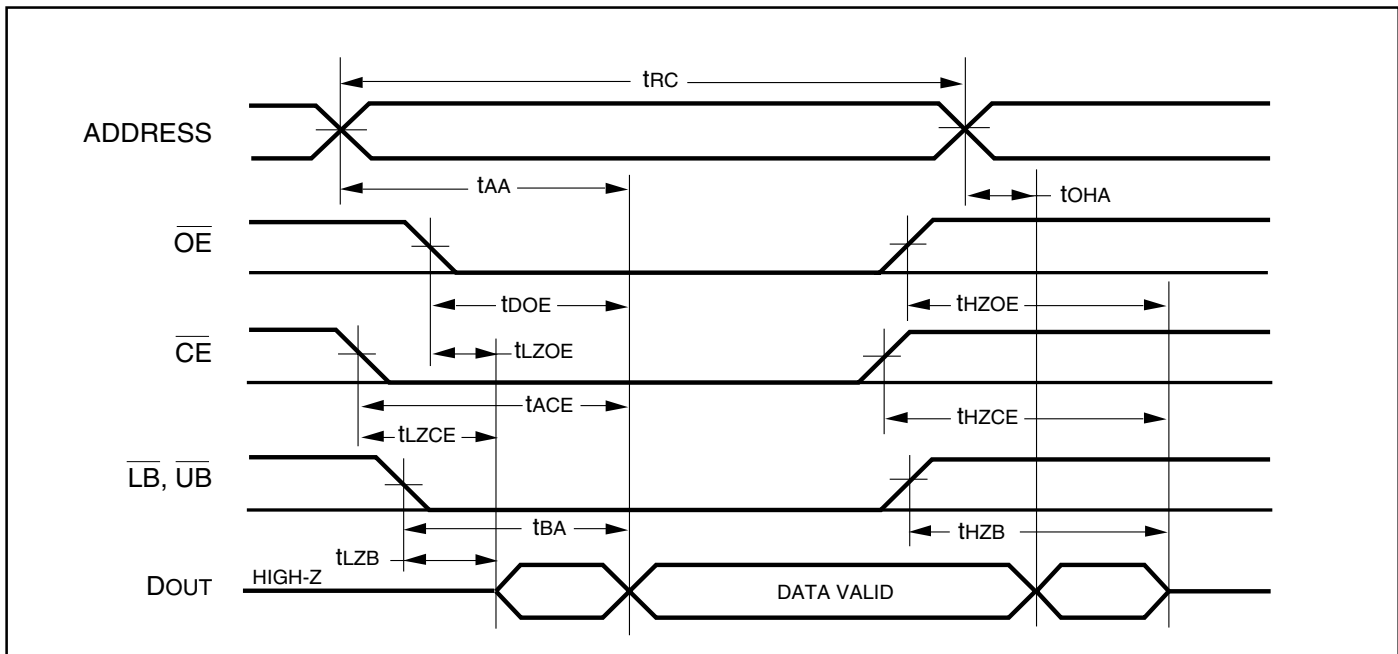 tRC
ADDRESS
tAA
tOHA
OE
tDOE
tHZOE
CE
tLZOE
tACE
tHZCE
tLZCE
LB, UB
tBA
tHZB
tLZB
HIGH-Z
DOUT
DATA VALID